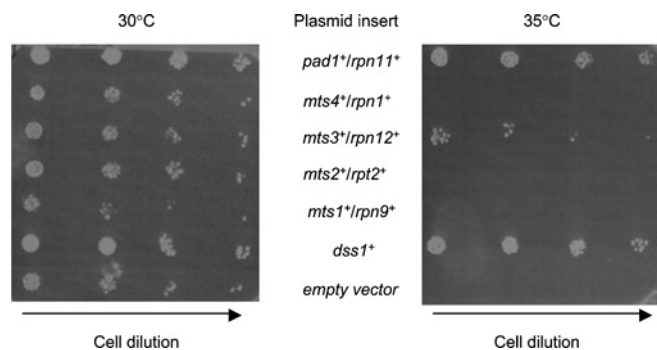 30°C Plasmid insert 35°C
pad1+/rpn11+
mts4+/rpn1+
mts3+/rpn12+
mts2+/rpt2+
mts1+/rpn9+
dss1+
empty vector
Cell dilution Cell dilution